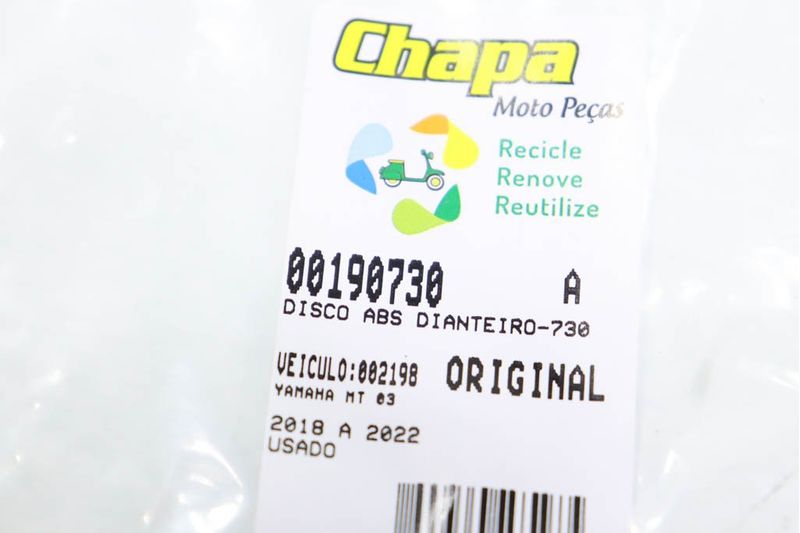 Chapa
Moto Peças
Recicle
Renove
Reutilize
00190730 A
DISCO ABS DIANTEIRO-730
VEICULO:002198 ORIGINAL
YAMAHA MT 03
2018 A 2022
USADO